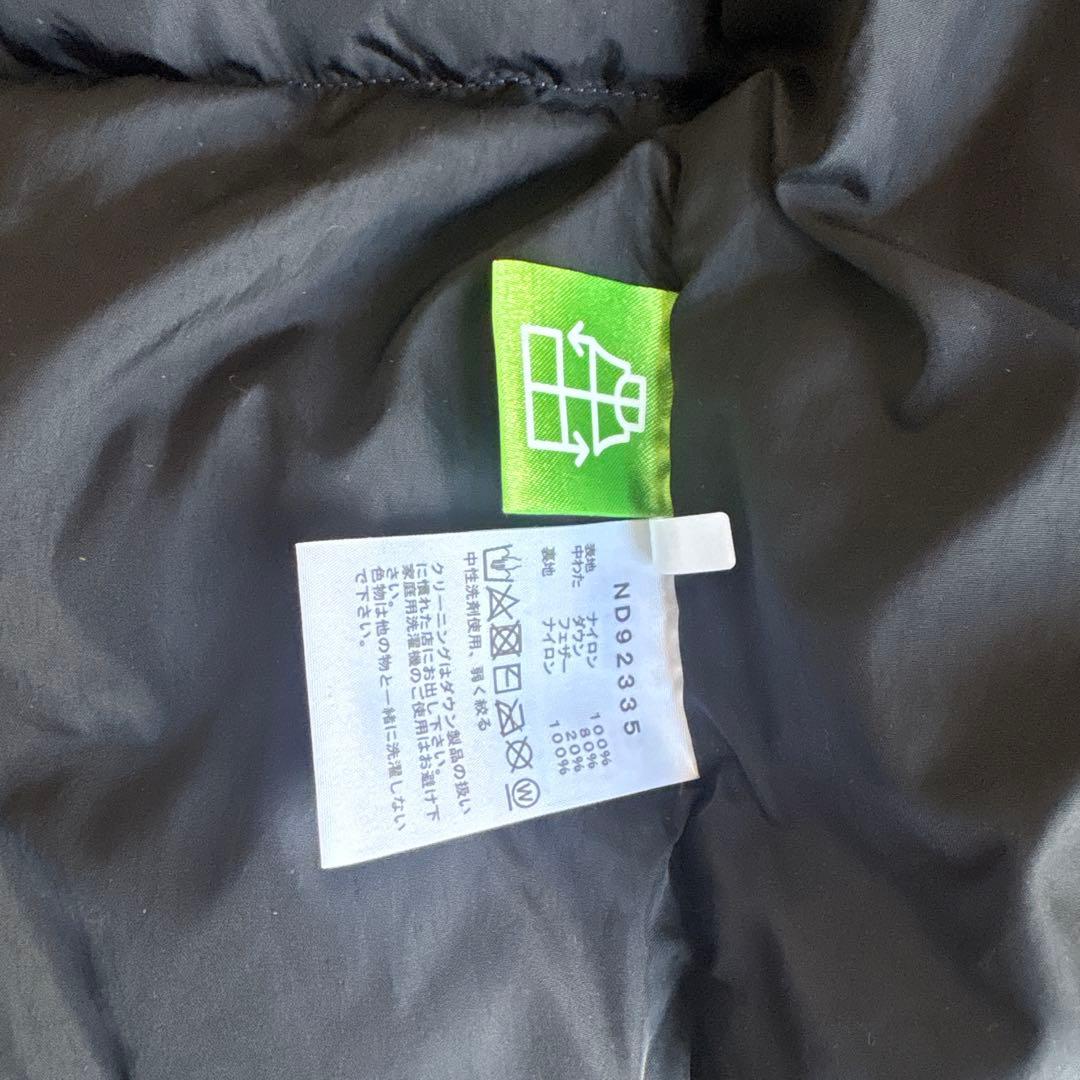 ND92335
表地 ナイロン 100%
中わた ダウン 80%
フェザー 20%
裏地 ナイロン 100%
W
中性洗剤使用、弱く絞る
クリーニングはダウン製品の扱い
に慣れた店にお出し下さい。
家庭用洗濯機のご使用はお避け下
さい。
色物は他の物と一緒に洗濯しない
で下さい。